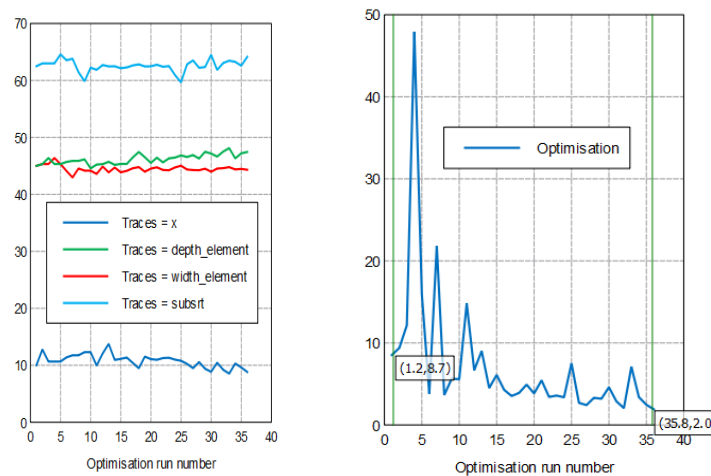 70
60
50
40
30
20
10
0
Traces = x
Traces = depth_element
Traces = width_element
Traces = subsrt
0 5 10 15 20 25 30 35 40
Optimisation run number
50
40
30
20
10
0
Optimisation
(1.2,8.7)
(35.8,2.0
0 5 10 15 20 25 30 35 40
Optimisation run number